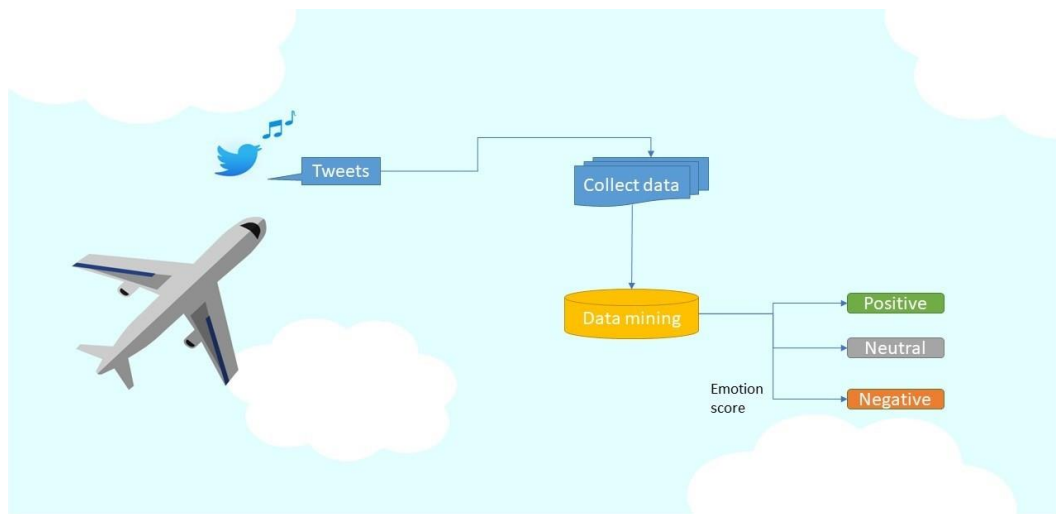 Tweets
Collect data
Data mining
Positive
Neutral
Negative
Emotion
score